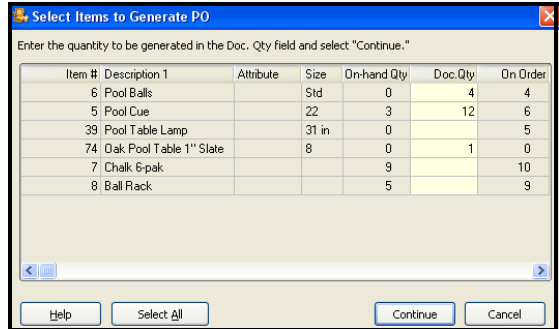 Select Items to Generate PO
Enter the quantity to be generated in the Doc. Qty field and select "Continue."
Item # Description 1 Attribute Size On-hand Qty Doc.Qty On Order
6 Pool Balls Std 0 4 4
5 Pool Cue 22 3 12 6
39 Pool Table Lamp 31 in 0 5
74 Oak Pool Table 1" Slate 8 0 1 0
7 Chalk 6-pak 9 10
8 Ball Rack 5 9
Help Select All Continue Cancel